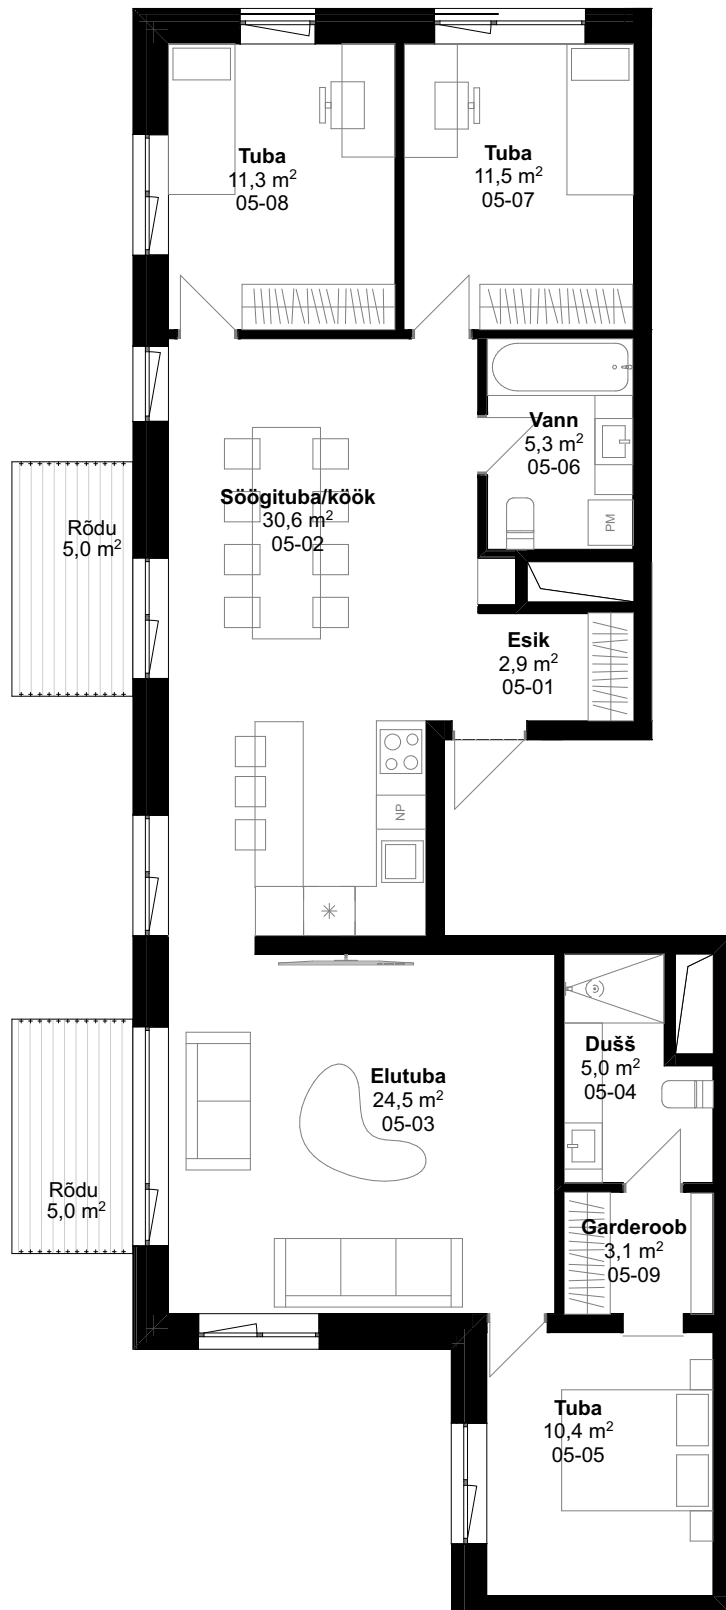 Tuba
11,3 m²
05-08
Tuba
11,5 m²
05-07
Vann
5,3 m²
05-06
PM
Söögituba/köök
30,6 m²
05-02
Rõdu
5,0 m²
Esik
2,9 m²
05-01
NP
Elutuba
24,5 m²
05-03
Dušš
5,0 m²
05-04
Rõdu
5,0 m²
Garderoob
3,1 m²
05-09
Tuba
10,4 m²
05-05